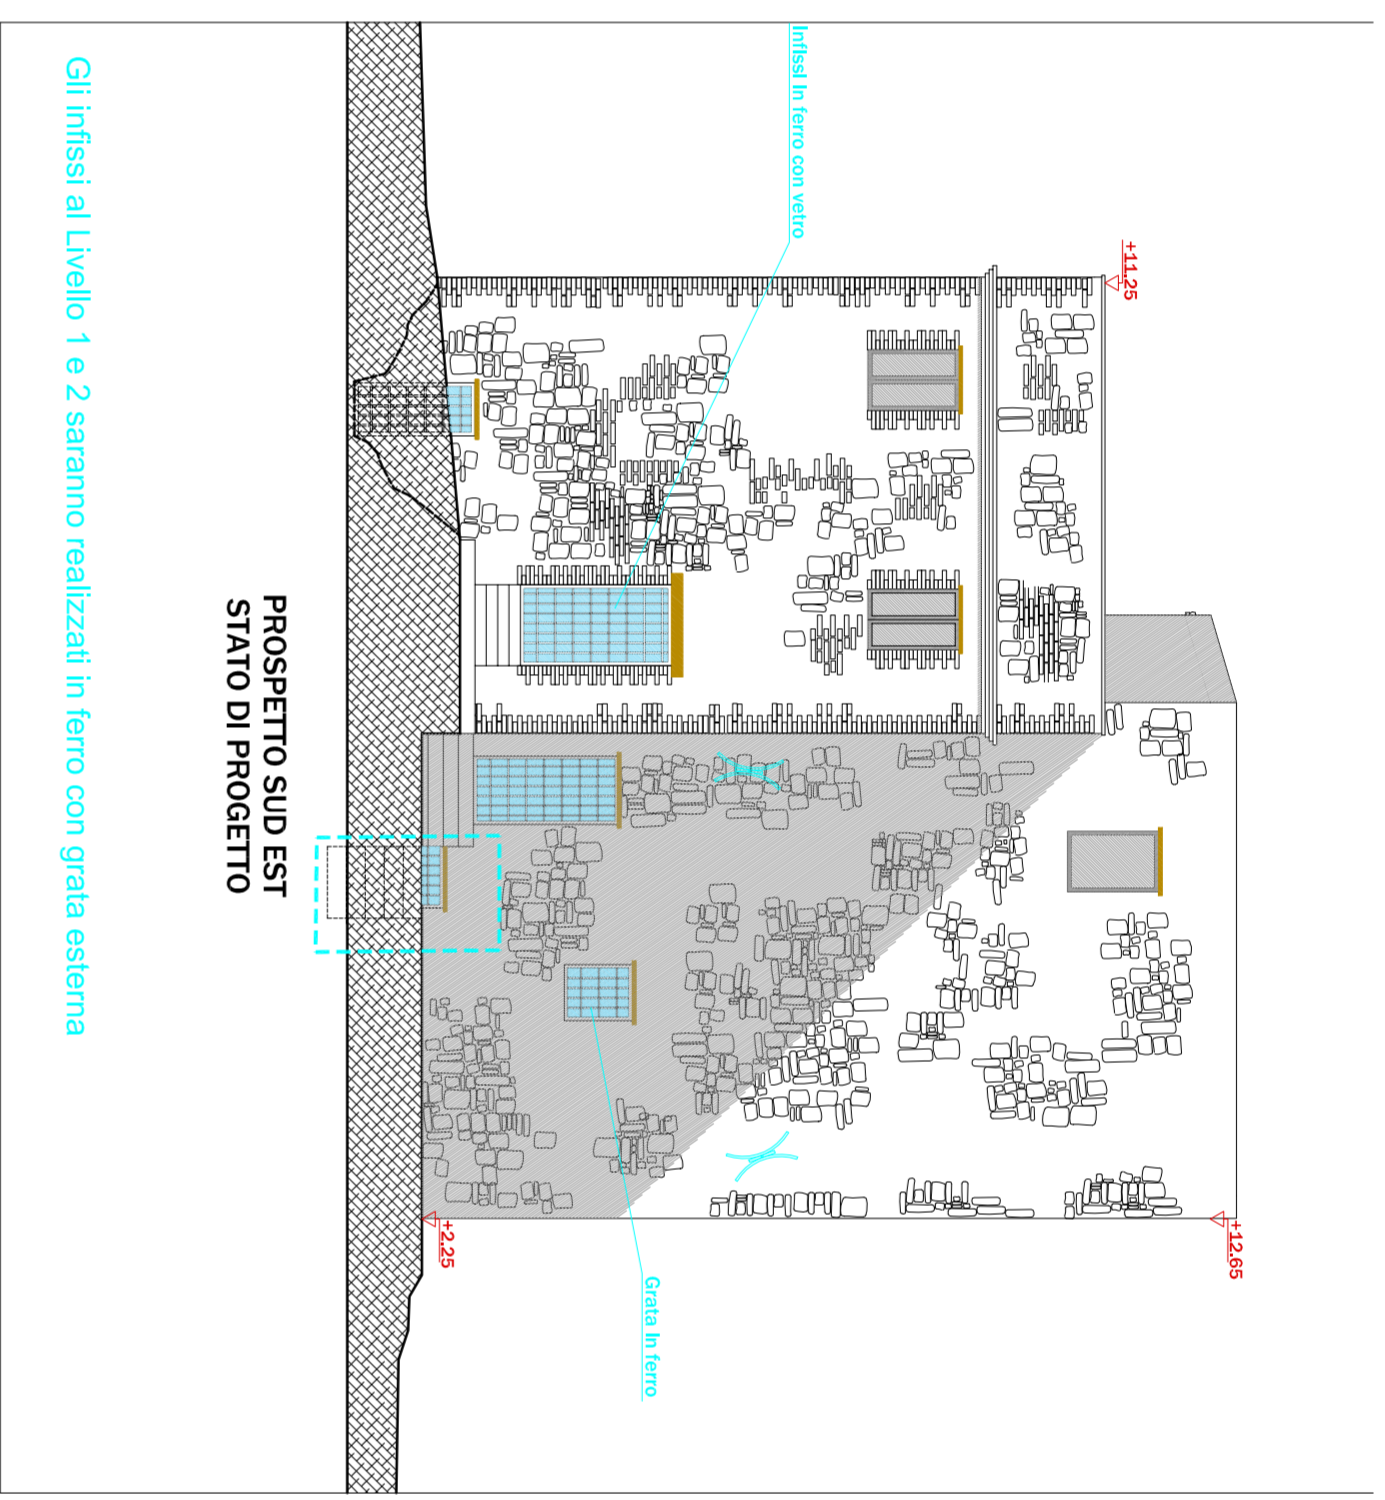 +12.65
+11.25
Infissi In ferro con vetro
Grata In ferro
+2.25
PROSPETTO SUD EST
STATO DI PROGETTO
Gli infissi al Livello 1 e 2 saranno realizzati in ferro con grata esterna